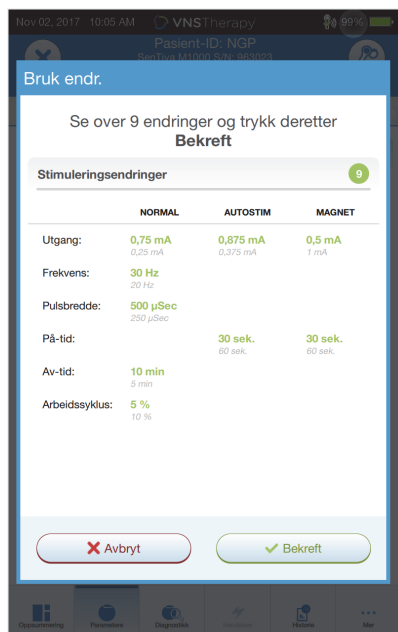 Nov 02, 2017 10:05 AM VNSTherapy 99%
Pasient-ID: NGP
SenTiva M1000 S/N: 963023
Bruk endr.
Se over 9 endringer og trykk deretter
Bekreft
Stimuleringsendringer 9
NORMAL AUTOSTIM MAGNET
Utgang: 0,75 mA 0,875 mA 0,5 mA
0,25 mA 0,375 mA 1 mA
Frekvens: 30 Hz
20 Hz
Pulsbredde: 500 µSec
250 µSec
På-tid: 30 sek. 30 sek.
60 sek. 60 sek.
Av-tid: 10 min
5 min
Arbeidssyklus: 5 %
10 %
Avbryt Bekreft
Oppsummering Parametere Diagnostikk Historie Mer